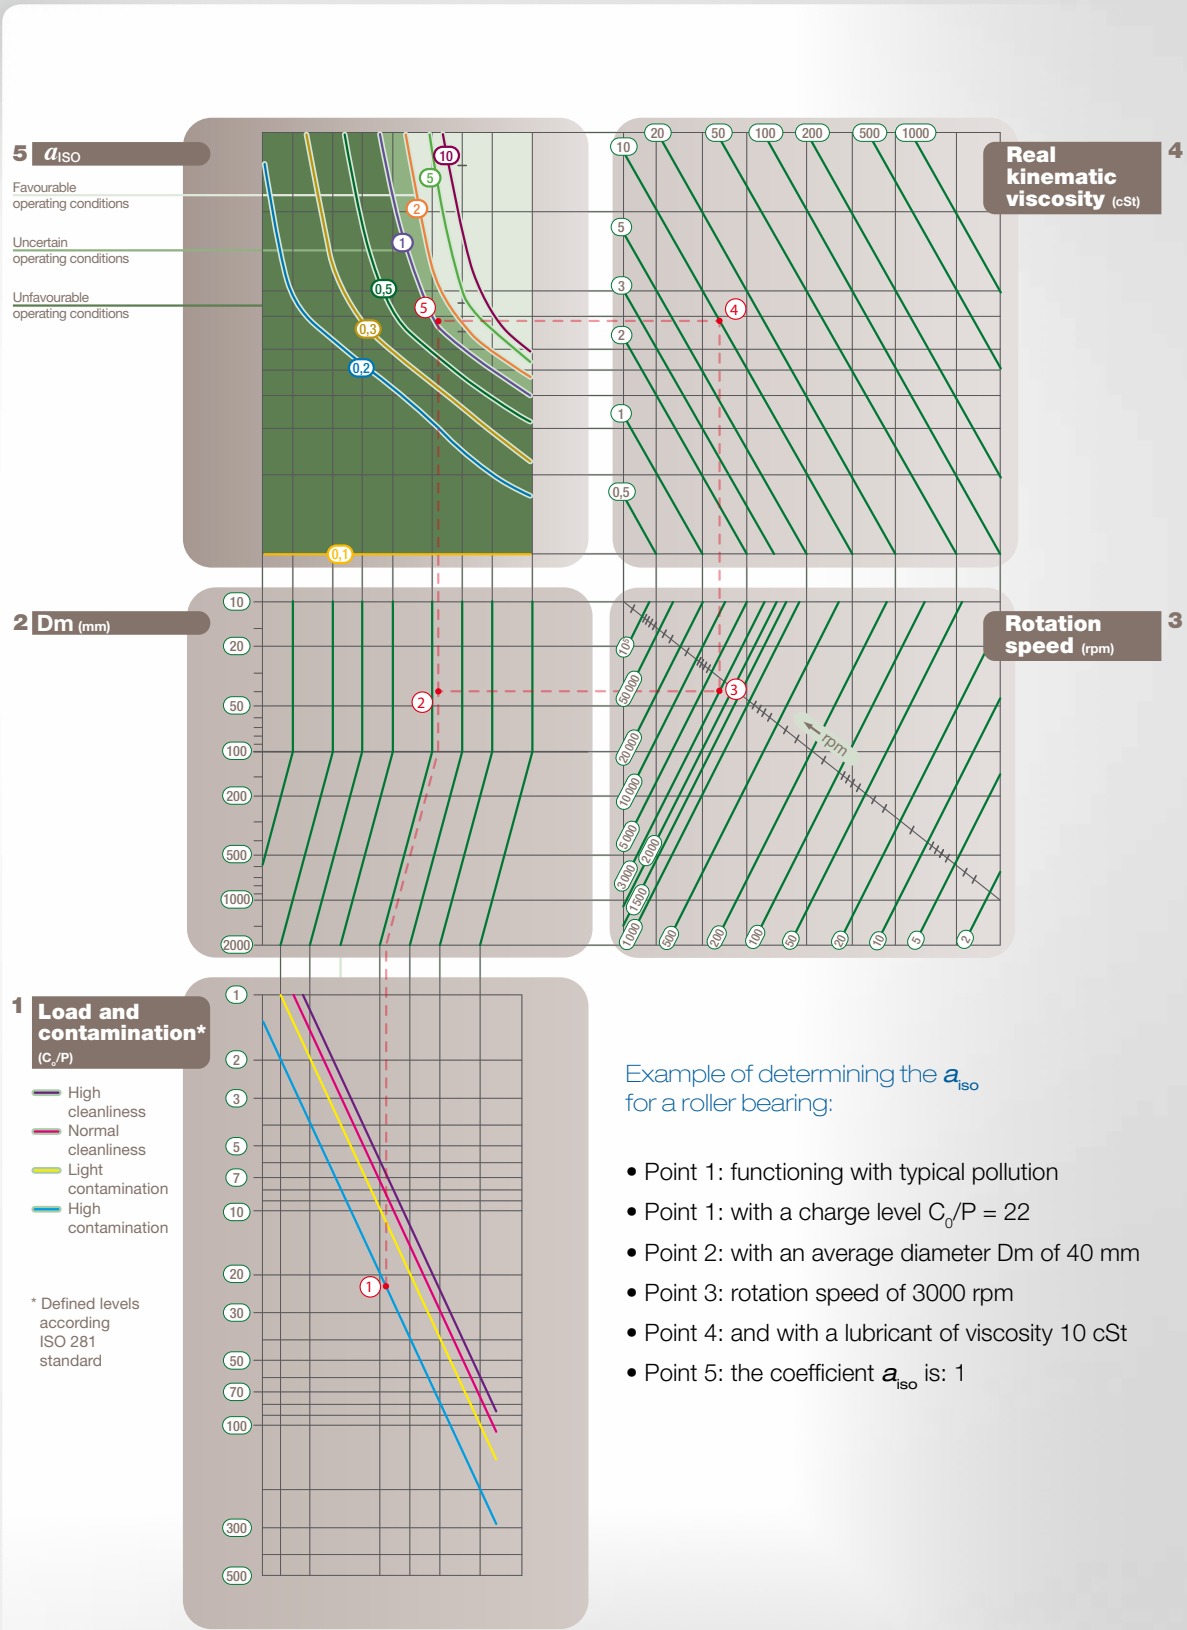 5 aISO
Favourable
operating conditions
Uncertain
operating conditions
Unfavourable
operating conditions
10
5
2
1
0,5
5
0,3
0,2
0,1
20 50 100 200 500 1000
10
5
3
2
1
0,5
4
Real
kinematic
viscosity (cSt)
4
2 Dm (mm)
10
20
50
100
200
500
1000
2000
2
Rotation
speed (rpm)
3
10⁵
50 000
20 000
10 000
5 000
3 000
2000
1500
1000
500
200
100
50
20
10
5
2
3
rpm
1 Load and
contamination*
(C₀/P)
High
cleanliness
Normal
cleanliness
Light
contamination
High
contamination
* Defined levels
according
ISO 281
standard
1
2
3
5
7
10
20
30
50
70
100
300
500
1
Example of determining the aiso
for a roller bearing:
• Point 1: functioning with typical pollution
• Point 1: with a charge level C₀/P = 22
• Point 2: with an average diameter Dm of 40 mm
• Point 3: rotation speed of 3000 rpm
• Point 4: and with a lubricant of viscosity 10 cSt
• Point 5: the coefficient aiso is: 1